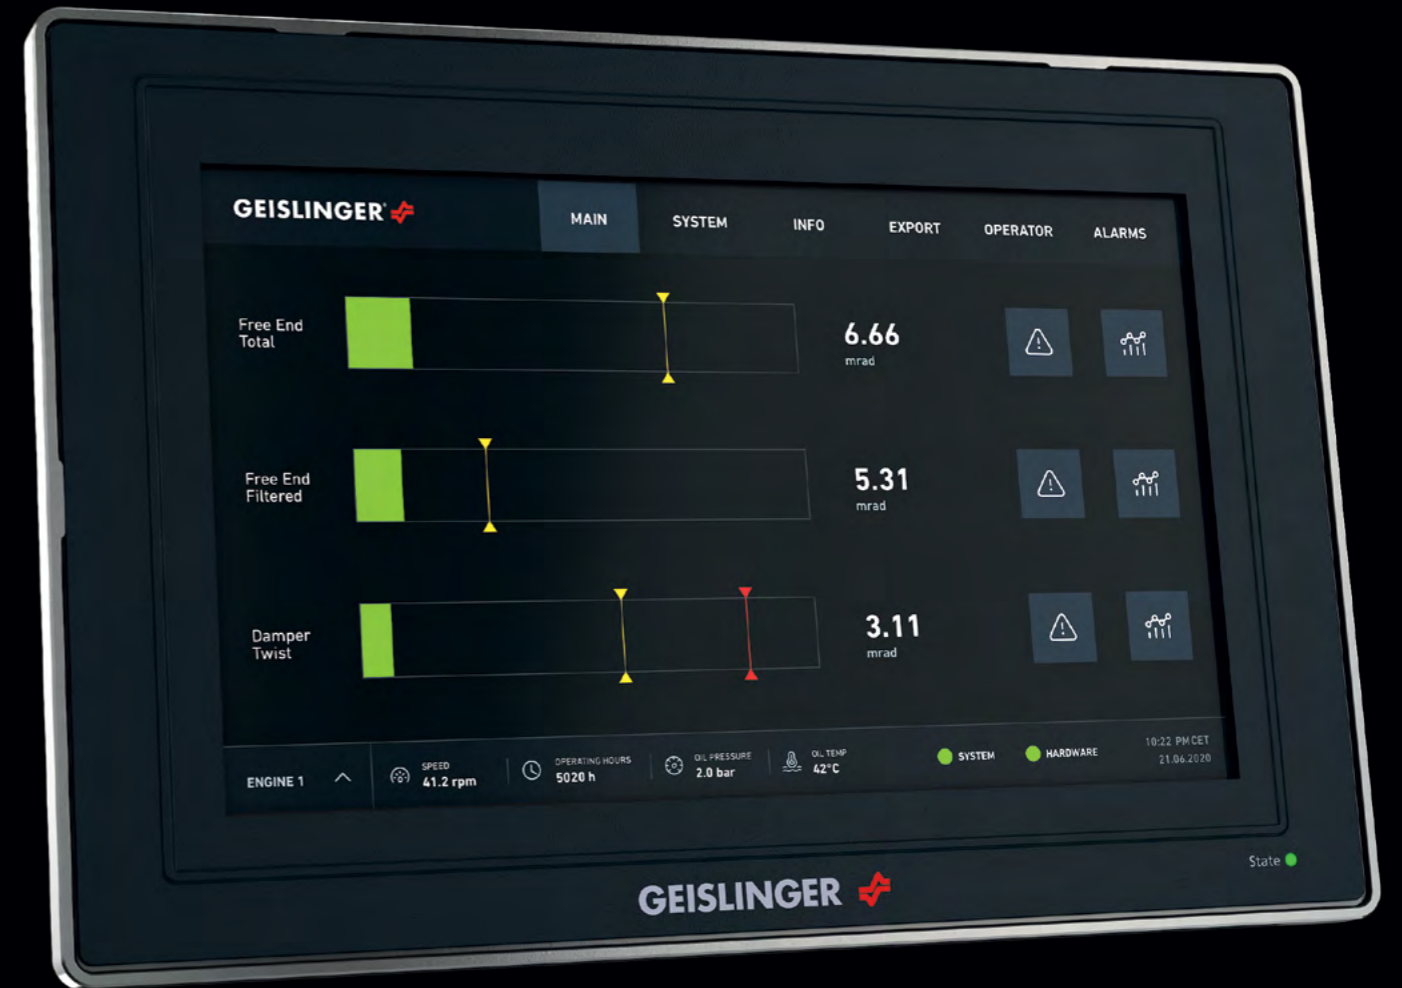 GEISLINGER
MAIN
SYSTEM
INFO
EXPORT
OPERATOR
ALARMS
Free End
Total
6.66
mrad
Free End
Filtered
5.31
mrad
Damper
Twist
3.11
mrad
ENGINE 1
SPEED
41.2 rpm
OPERATING HOURS
5020 h
OIL PRESSURE
2.0 bar
OIL TEMP
42°C
SYSTEM
HARDWARE
10:22 PM CET
21.06.2020
State
GEISLINGER